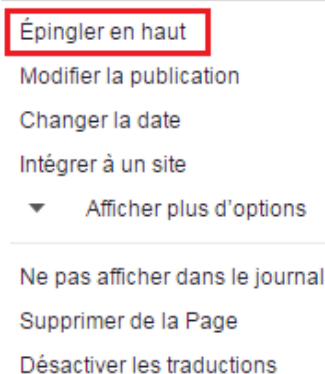 Épingler en haut
Modifier la publication
Changer la date
Intégrer à un site
Afficher plus d'options
Ne pas afficher dans le journal
Supprimer de la Page
Désactiver les traductions